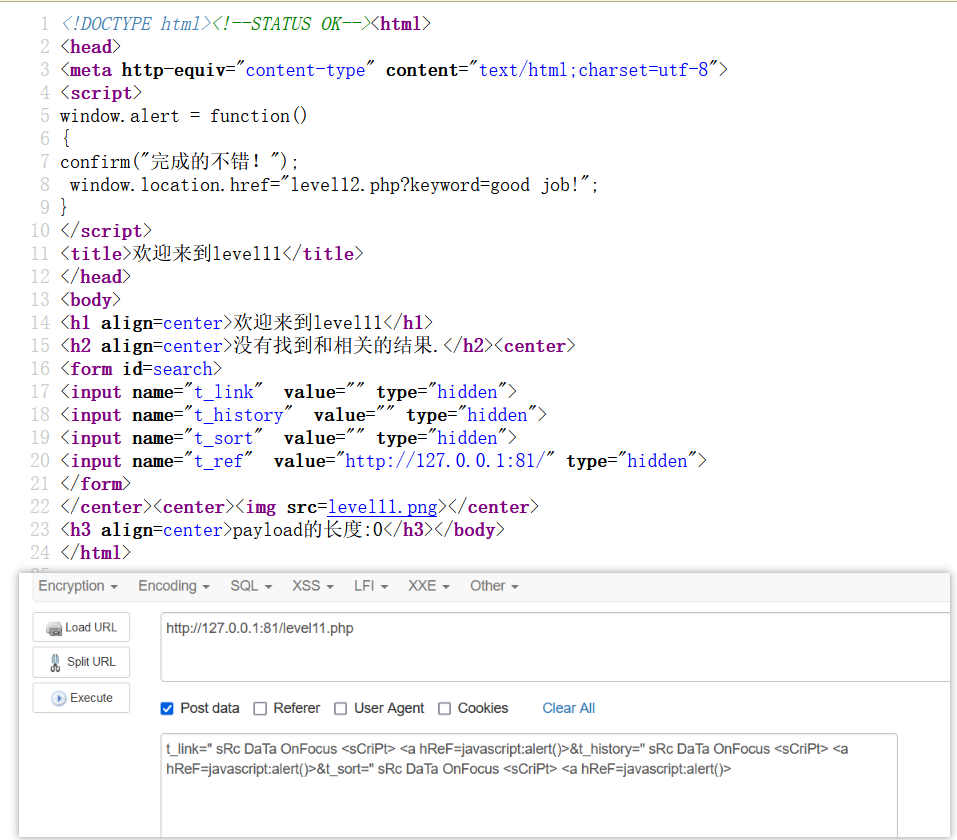 1 <!DOCTYPE html><!--STATUS OK--><html>
2 <head>
3 <meta http-equiv="content-type" content="text/html;charset=utf-8">
4 <script>
5 window.alert = function()
6 {
7 confirm("完成的不错！");
8  window.location.href="level12.php?keyword=good job!";
9 }
10 </script>
11 <title>欢迎来到level11</title>
12 </head>
13 <body>
14 <h1 align=center>欢迎来到level11</h1>
15 <h2 align=center>没有找到和相关的结果.</h2><center>
16 <form id=search>
17 <input name="t_link"  value="" type="hidden">
18 <input name="t_history"  value="" type="hidden">
19 <input name="t_sort"  value="" type="hidden">
20 <input name="t_ref"  value="http://127.0.0.1:81/" type="hidden">
21 </form>
22 </center><center><img src=level11.png></center>
23 <h3 align=center>payload的长度:0</h3></body>
24 </html>
Encryption Encoding SQL XSS LFI XXE Other
Load URL http://127.0.0.1:81/level11.php
Split URL
Execute
Post data Referer User Agent Cookies Clear All
t_link=" sRc DaTa OnFocus <sCriPt> <a hReF=javascript:alert()>&t_history=" sRc DaTa OnFocus <sCriPt> <a
hReF=javascript:alert()>&t_sort=" sRc DaTa OnFocus <sCriPt> <a hReF=javascript:alert()>